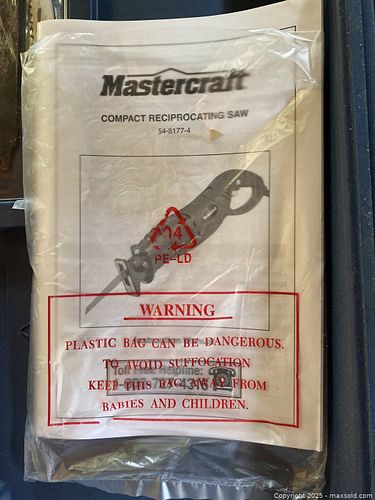 Mastercraft
COMPACT RECIPROCATING SAW
54-8177-4
04
PE-LD
WARNING
PLASTIC BAG CAN BE DANGEROUS.
TO AVOID SUFFOCATION
Toll Free Helpline:
KEEP THIS BAG AWAY FROM
BABIES AND CHILDREN.
Copyright © 2025 - maxsold.com